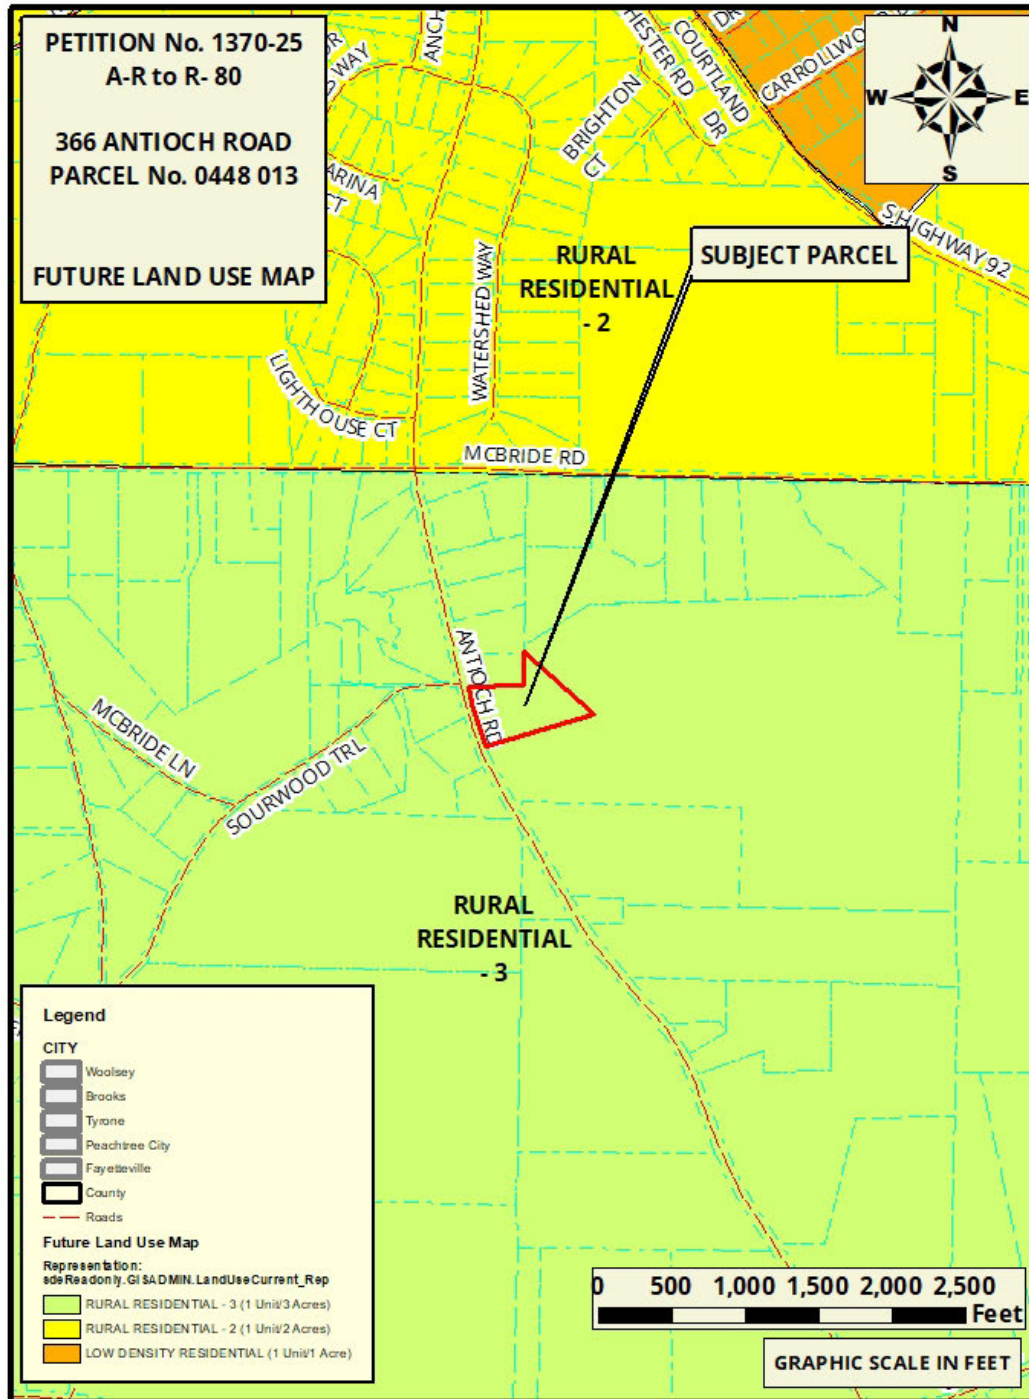 PETITION No. 1370-25
A-R to R- 80
366 ANTIOCH ROAD
PARCEL No. 0448 013
FUTURE LAND USE MAP
COURTLAND DR
CARROLLWO
DR
BRIGHTON CT
N
W
E
S
S HIGHWAY 92
SUBJECT PARCEL
RURAL
RESIDENTIAL
- 2
WATERSHED WAY
LIGHTHOUSE CT
MCBRIDE RD
ANTIOCH RD
MCBRIDE LN
SOURWOOD TRL
RURAL
RESIDENTIAL
- 3
Legend
CITY
Woolsey
Brooks
Tyrone
Peachtree City
Fayetteville
County
Roads
Future Land Use Map
Representation:
sdeReadonly.GISADMIN.LandUseCurrent_Rep
RURAL RESIDENTIAL - 3 (1 Unit/3 Acres)
RURAL RESIDENTIAL - 2 (1 Unit/2 Acres)
LOW DENSITY RESIDENTIAL (1 Unit/1 Acre)
0 500 1,000 1,500 2,000 2,500
Feet
GRAPHIC SCALE IN FEET